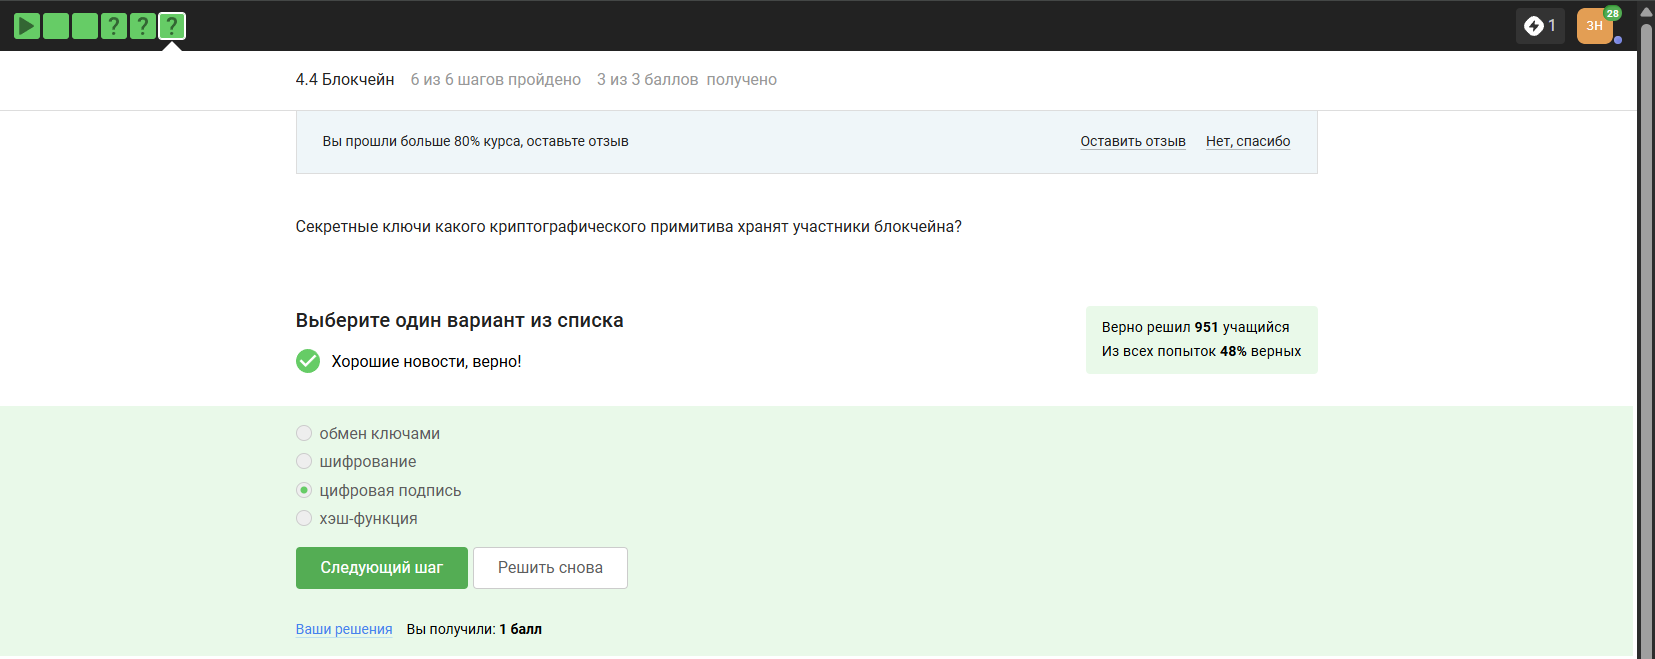 ? ? ?
1
ЗН
28
4.4 Блокчейн 6 из 6 шагов пройдено 3 из 3 баллов получено
Вы прошли больше 80% курса, оставьте отзыв Оставить отзыв Нет, спасибо
Секретные ключи какого криптографического примитива хранят участники блокчейна?
Выберите один вариант из списка
Хорошие новости, верно!
Верно решил 951 учащийся
Из всех попыток 48% верных
обмен ключами
шифрование
цифровая подпись
хэш-функция
Следующий шаг Решить снова
Ваши решения Вы получили: 1 балл